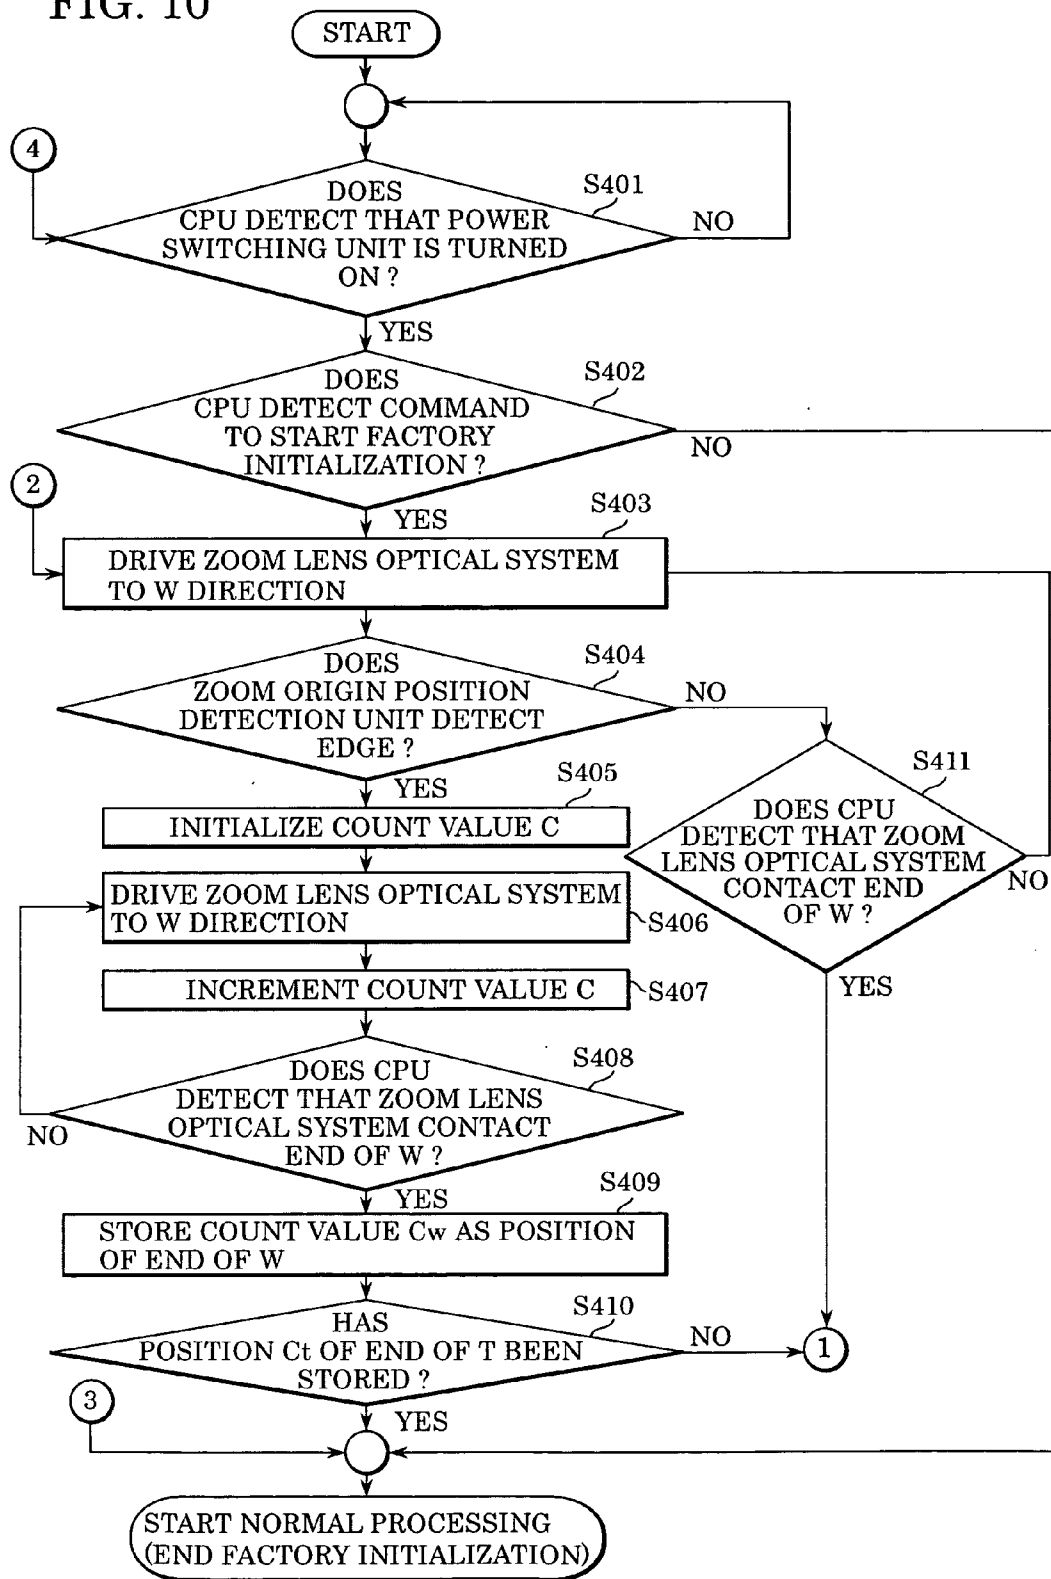 FIG. 10
START
4
S401
DOES
CPU DETECT THAT POWER
SWITCHING UNIT IS TURNED
ON ?
NO
YES
S402
DOES
CPU DETECT COMMAND
TO START FACTORY
INITIALIZATION ?
NO
2
YES
S403
DRIVE ZOOM LENS OPTICAL SYSTEM
TO W DIRECTION
S404
DOES
ZOOM ORIGIN POSITION
DETECTION UNIT DETECT
EDGE ?
NO
YES
S405
INITIALIZE COUNT VALUE C
S411
DOES CPU
DETECT THAT ZOOM
LENS OPTICAL SYSTEM
CONTACT END
OF W ?
NO
YES
DRIVE ZOOM LENS OPTICAL SYSTEM
TO W DIRECTION
S406
INCREMENT COUNT VALUE C
S407
S408
DOES CPU
DETECT THAT ZOOM LENS
OPTICAL SYSTEM CONTACT
END OF W ?
NO
YES
S409
STORE COUNT VALUE Cw AS POSITION
OF END OF W
S410
HAS
POSITION Ct OF END OF T BEEN
STORED ?
NO
1
3
YES
START NORMAL PROCESSING
(END FACTORY INITIALIZATION)